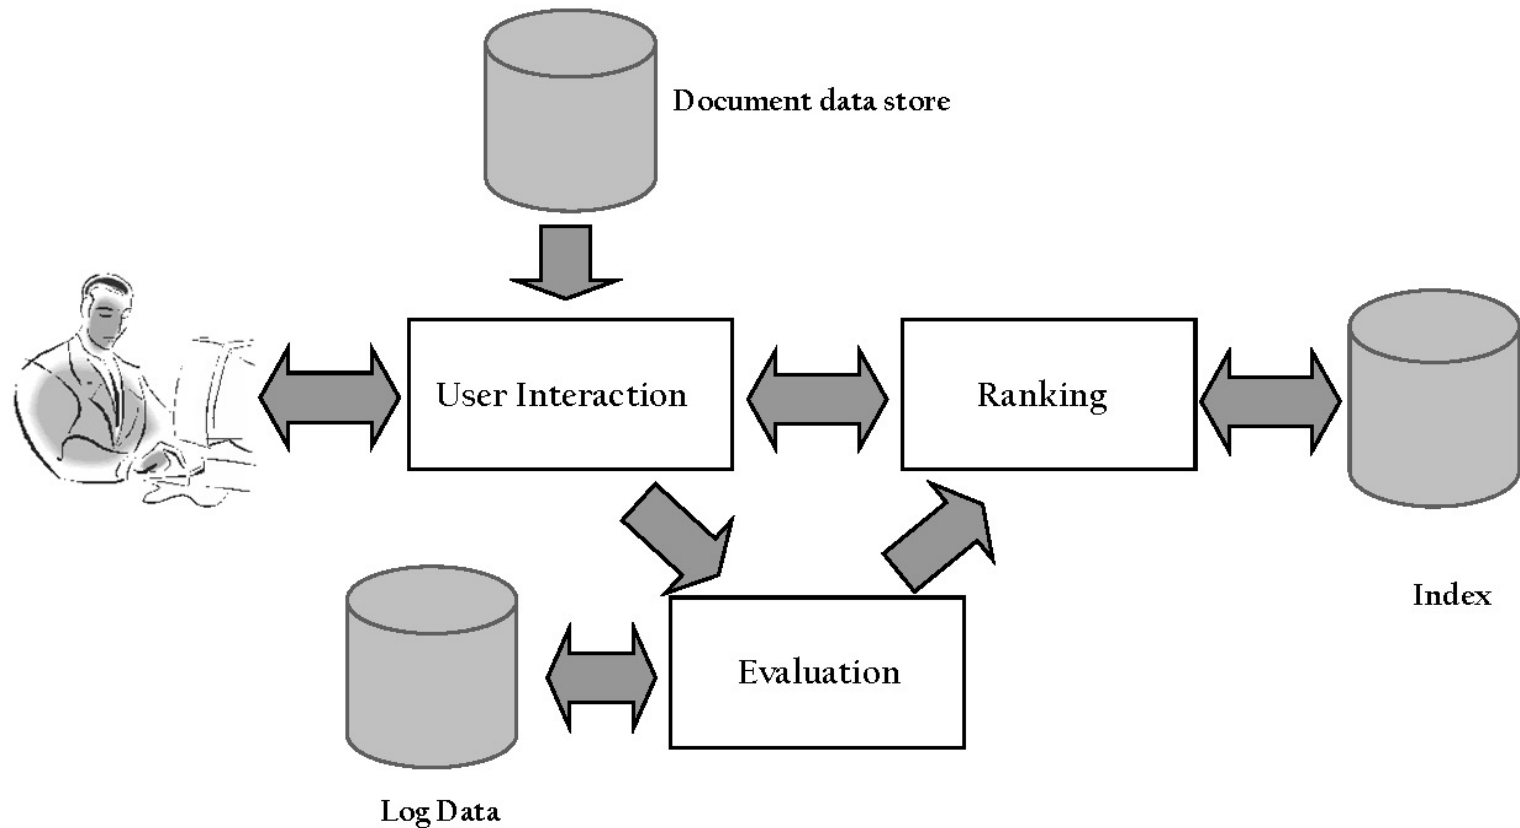 Document data store
User Interaction
Ranking
Index
Evaluation
Log Data